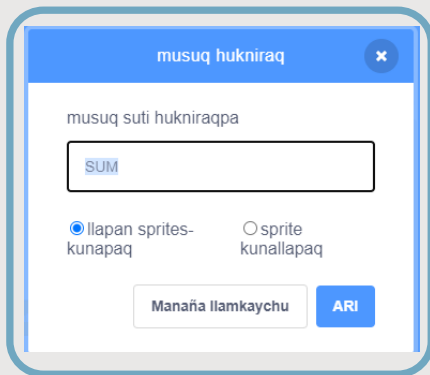 musuq hukniraq
musuq suti hukniraqpa
SUM
llapan sprites-
kunapaq
sprite
kunallapaq
Manaña llamkaychu
ARI